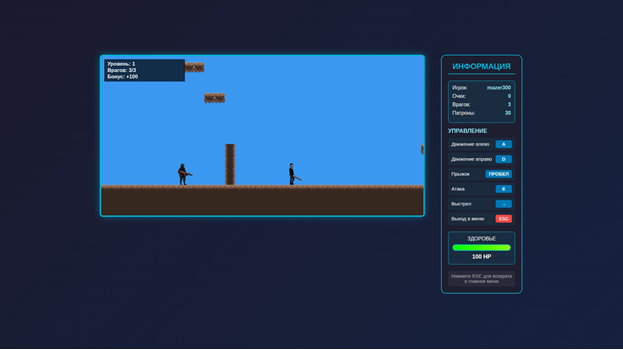 Уровень: 1
Врагов: 3/3
Бонус: +100
ИНФОРМАЦИЯ
Игрок: mazer300
Очки: 0
Врагов: 3
Патроны: 30
УПРАВЛЕНИЕ
Движение влево A
Движение вправо D
Прыжок ПРОБЕЛ
Атака E
Выстрел
Выход в меню ESC
ЗДОРОВЬЕ
100 HP
Нажмите ESC для возврата
в главное меню